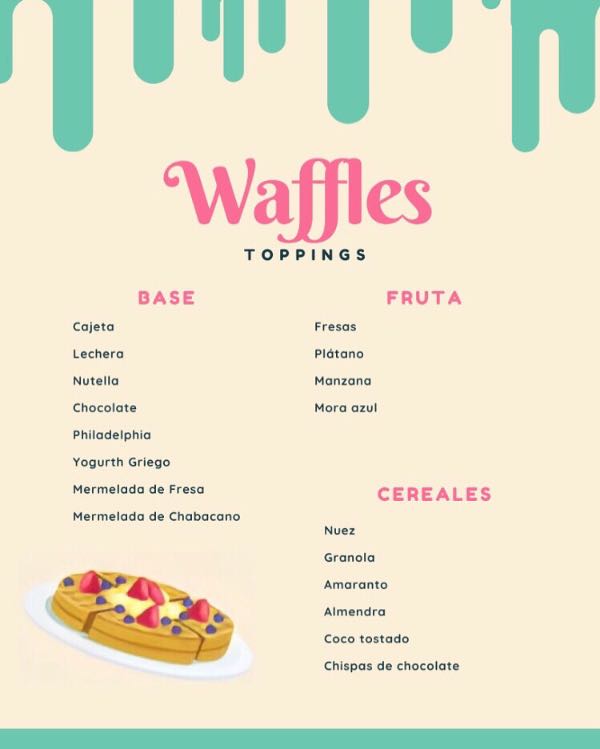 Waffles
TOPPINGS
BASE
Cajeta
Lechera
Nutella
Chocolate
Philadelphia
Yogurth Griego
Mermelada de Fresa
Mermelada de Chabacano
FRUTA
Fresas
Plátano
Manzana
Mora azul
CEREALES
Nuez
Granola
Amaranto
Almendra
Coco tostado
Chispas de chocolate